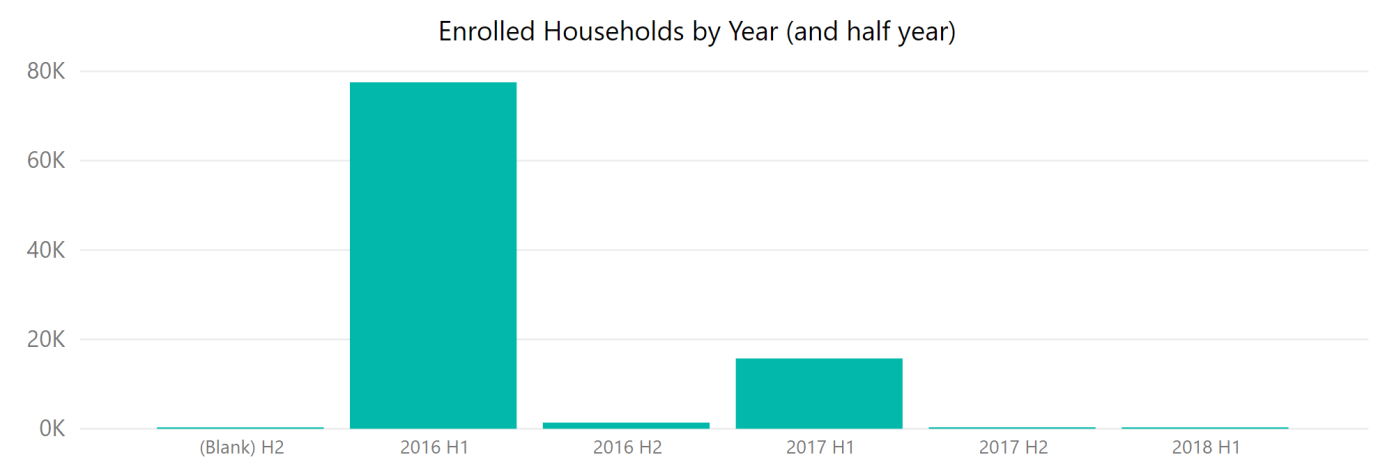 Enrolled Households by Year (and half year)
80K
60K
40K
20K
0K
(Blank) H2 2016 H1 2016 H2 2017 H1 2017 H2 2018 H1